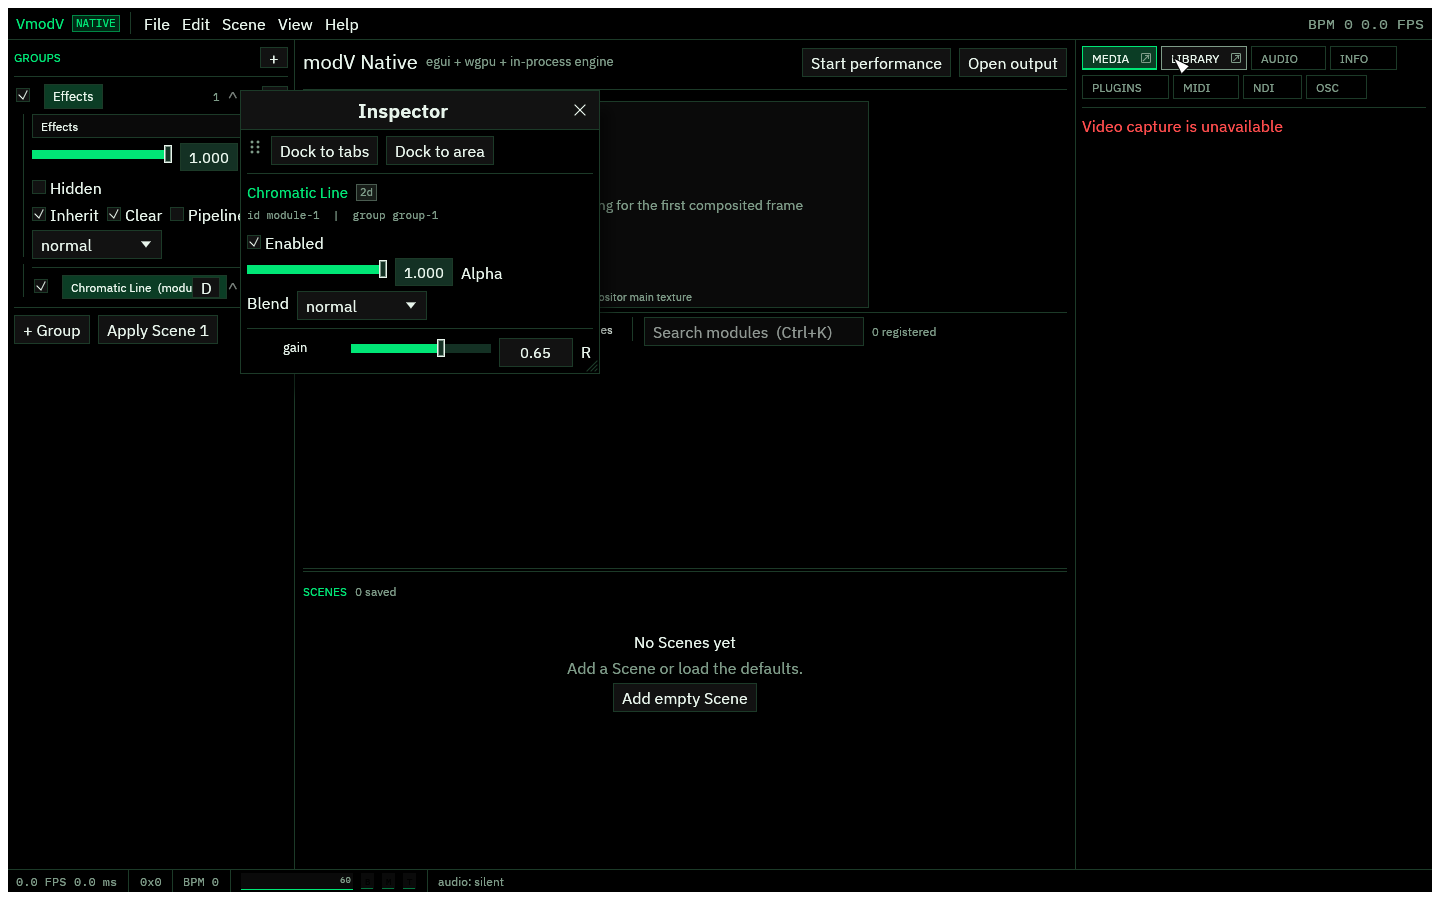 VmodV NATIVE File Edit Scene View Help BPM 0 0.0 FPS
GROUPS +
Effects 1 ^
Effects
1.000
Hidden
Inherit Clear Pipeline
normal
Chromatic Line (modu D ^
+ Group Apply Scene 1
modV Native egui + wgpu + in-process engine Start performance Open output
Inspector
Dock to tabs Dock to area
Chromatic Line 2d
id module-1 | group group-1
Enabled
1.000 Alpha
Blend normal
gain 0.65 R
for the first composited frame
main texture
Search modules (Ctrl+K) 0 registered
SCENES 0 saved
No Scenes yet
Add a Scene or load the defaults.
Add empty Scene
MEDIA LIBRARY AUDIO INFO
PLUGINS MIDI NDI OSC
Video capture is unavailable
0.0 FPS 0.0 ms 0x0 BPM 0 60 audio: silent